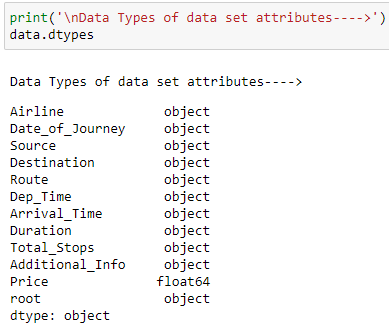 print('\nData Types of data set attributes---->')
data.dtypes
Data Types of data set attributes---->
Airline object
Date_of_Journey object
Source object
Destination object
Route object
Dep_Time object
Arrival_Time object
Duration object
Total_Stops object
Additional_Info object
Price float64
root object
dtype: object